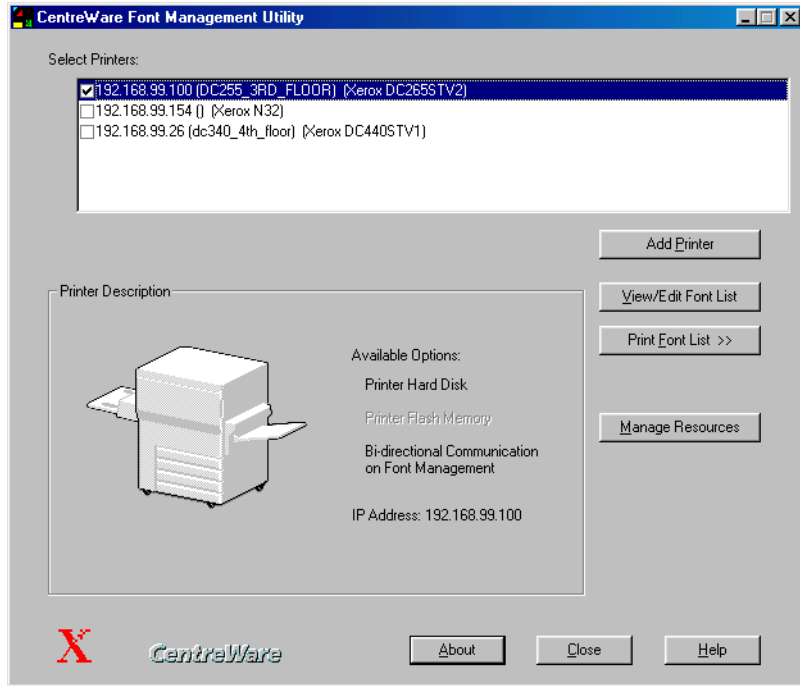 CentreWare Font Management Utility
Select Printers:
192.168.99.100 (DC255_3RD_FLOOR) (Xerox DC265STV2)
192.168.99.154 () (Xerox N32)
192.168.99.26 (dc340_4th_floor) (Xerox DC440STV1)
Add Printer
Printer Description
View/Edit Font List
Print Font List >>
Available Options:
Printer Hard Disk
Printer Flash Memory
Manage Resources
Bi-directional Communication
on Font Management
IP Address: 192.168.99.100
X
CentreWare
About
Close
Help